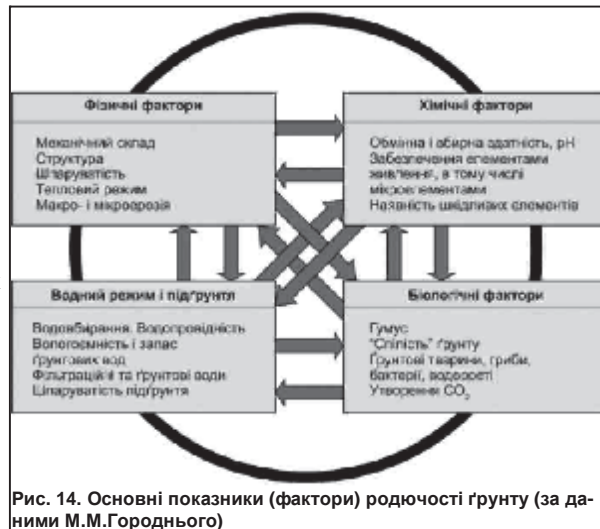 Фізичні фактори
Механічний склад
Структура
Шпаруватість
Тепловий режим
Макро- і мікроерозія
Хімічні фактори
Обмінна і вбирна здатність, рН
Забезпечення елементами
живлення, в тому числі
мікроелементами
Наявність шкідливих елементів
Водний режим і підґрунтя
Водовбирання. Водопровідність
Вологоємність і запас
ґрунтових вод
Фільтраційні та ґрунтові води
Шпаруватість підґрунтя
Біологічні фактори
Гумус
"Спілість" ґрунту
Ґрунтові тварини, гриби,
бактерії, водорості
Утворення CO₂
Рис. 14. Основні показники (фактори) родючості ґрунту (за да-
ними М.М.Городнього)